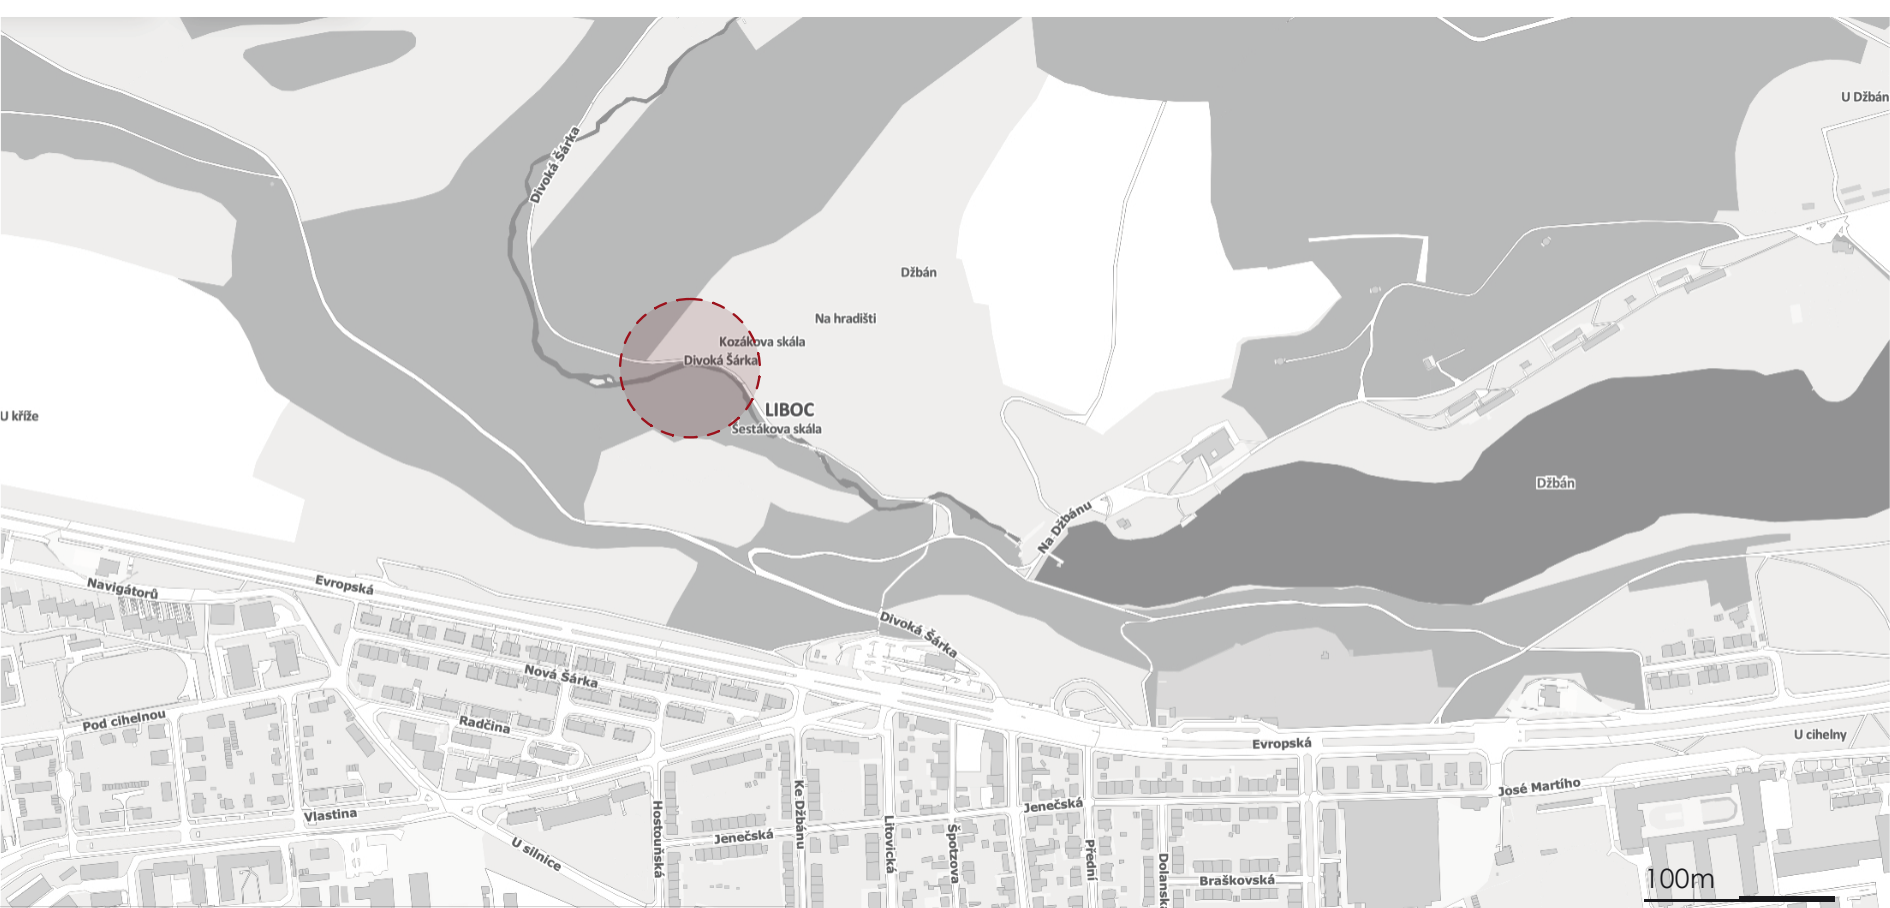 U Džbán
Divoká Šárka
Džbán
Na hradišti
Kozákova skála
Divoká Šárka
LIBOC
Šestákova skála
U kříže
Džbán
Na Džbánu
Evropská
Navigátorů
Divoká Šárka
Nová Šárka
Pod cihelnou
Radčina
U cihelny
Evropská
José Martího
Vlastina
Hostouňská
Ke Džbánu
Jenečská
Jenečská
Litovická
Špotzova
Přední
Dolanská
U silnice
Braškovská
100m